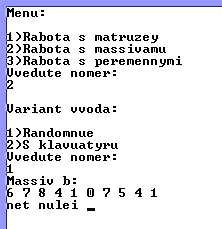 Menu:
1)Rabota s matruzey
2)Rabota s massivamu
3)Rabota s peremennymi
Vvedute nomer:
2
Variant vvoda:
1)Randomnue
2)S klavuatyru
Vvedute nomer:
1
Massiv b:
6 7 8 4 1 0 7 5 4 1
net nulei _